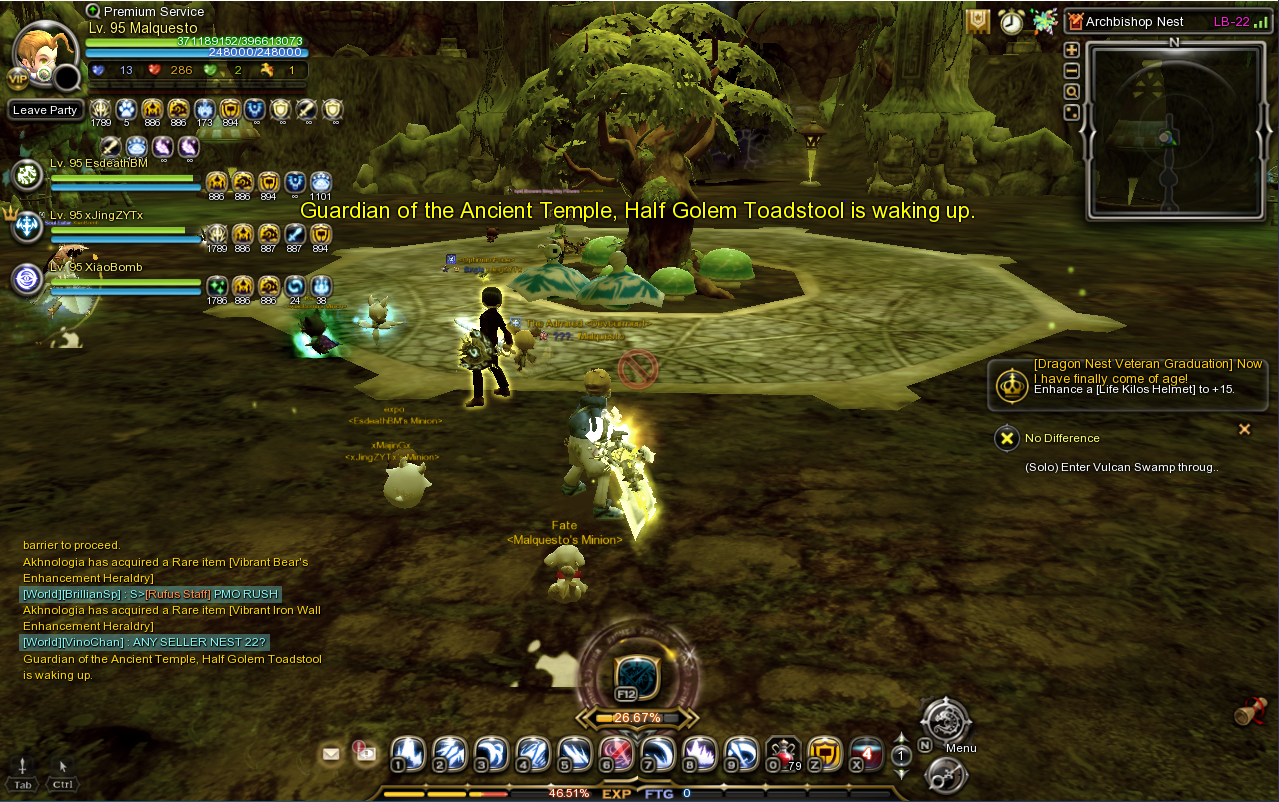 Premium Service
Lv. 95 Malquesto
371189152/396613073
248000/248000
VIP
13 286 2 1
Leave Party
1789 5 886 886 173 894 ∞ ∞ ∞ ∞
Lv. 95 EsdeathBM
886 886 894 ∞ 1101
Lv. 95 xJingZYTx
1789 886 887 887 894
Lv. 95 XiaoBomb
1786 886 886 24 38
Archbishop Nest LB-22
N
Guardian of the Ancient Temple, Half Golem Toadstool is waking up.
[Dragon Nest Veteran Graduation] Now
I have finally come of age!
Enhance a [Life Kilos Helmet] to +15.
No Difference
(Solo) Enter Vulcan Swamp throug..
expo
<EsdeathBM's Minion>
xMajinGx
<xJingZYTx's Minion>
Fate
<Malquesto's Minion>
barrier to proceed.
Akhnologia has acquired a Rare item [Vibrant Bear's
Enhancement Heraldry]
[World][BrillianSp] : S>[Rufus Staff] PMO RUSH
Akhnologia has acquired a Rare item [Vibrant Iron Wall
Enhancement Heraldry]
[World][VinoChan] : ANY SELLER NEST 22?
Guardian of the Ancient Temple, Half Golem Toadstool
is waking up.
F12
26.67%
1 2 3 4 5 6 7 8 9 0 79 Z X 4
1
N
Menu
Tab Ctrl
46.51% EXP FTG 0